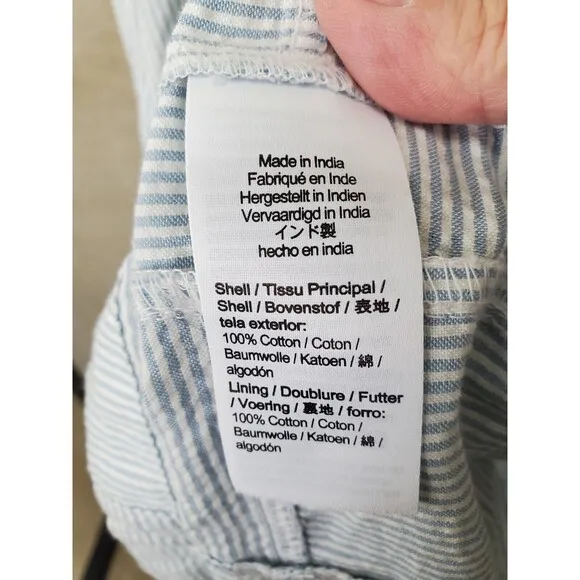 Made in India
Fabriqué en Inde
Hergestellt in Indien
Vervaardigd in India
インド製
hecho en india
Shell / Tissu Principal /
Shell / Bovenstof / 表地 /
tela exterior:
100% Cotton / Coton /
Baumwolle / Katoen / 綿 /
algodón
Lining / Doublure / Futter
/ Voering / 裏地 / forro:
100% Cotton / Coton /
Baumwolle / Katoen / 綿 /
algodón